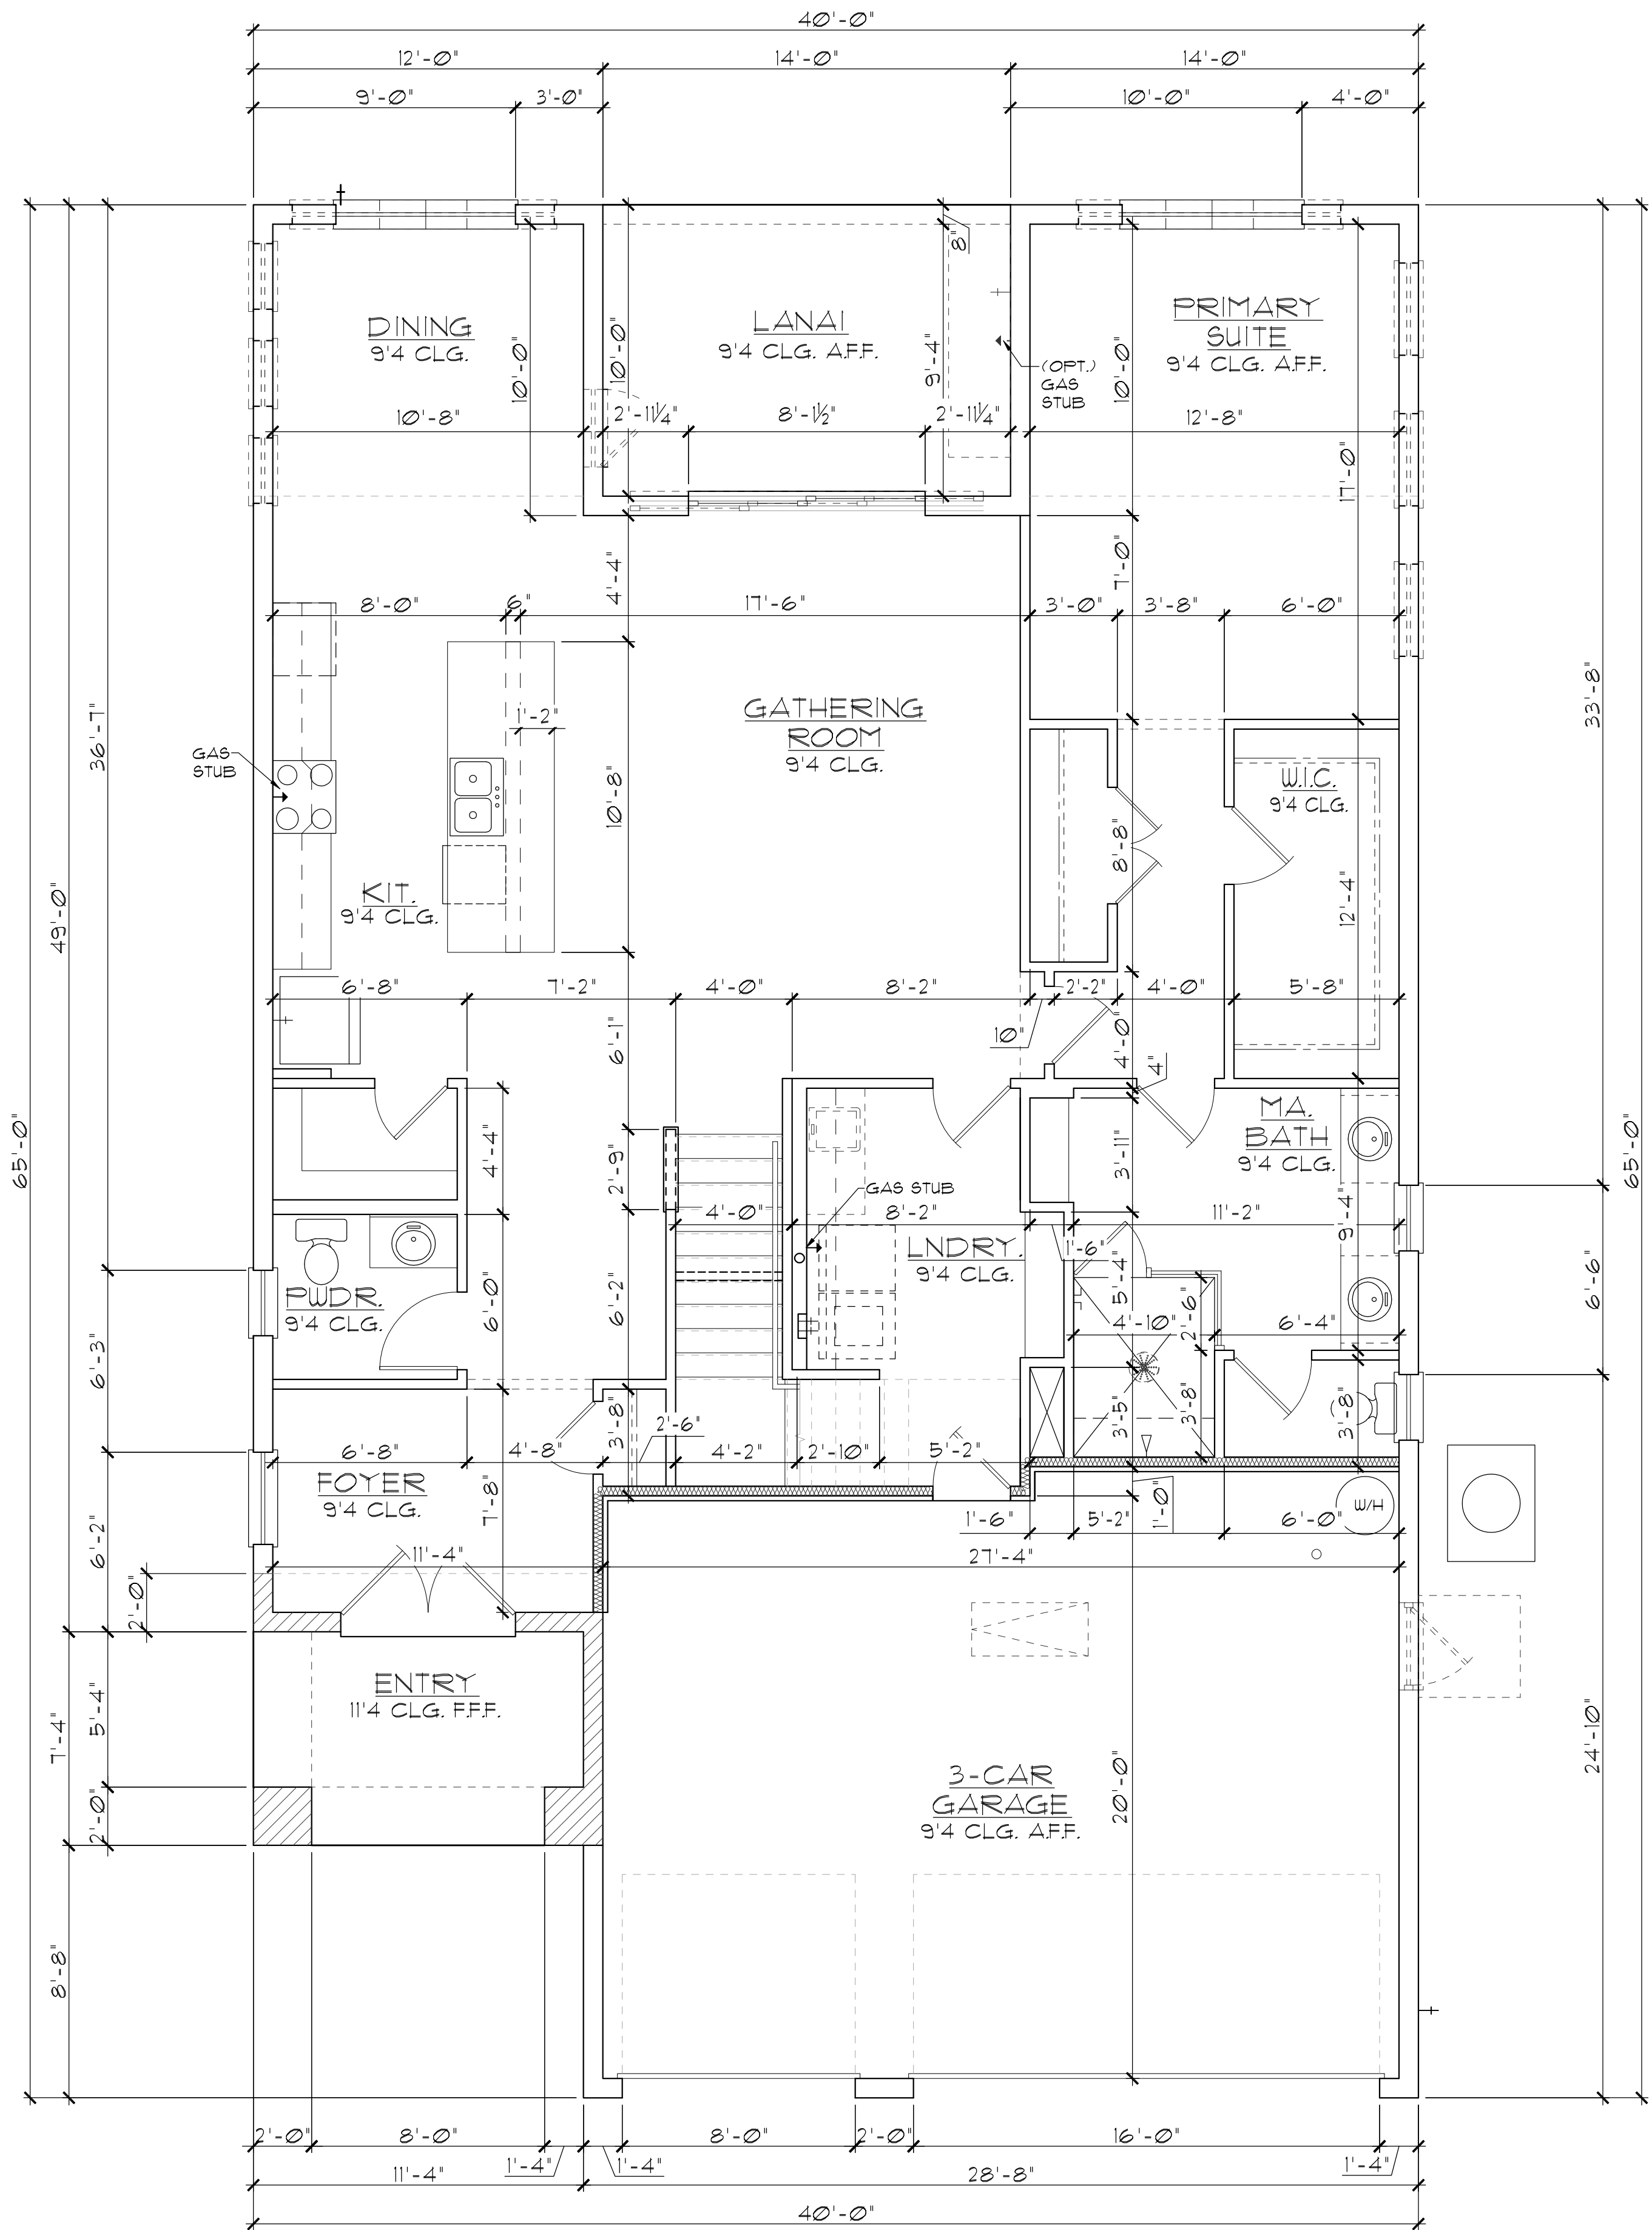 40'-0"
12'-0" 14'-0" 14'-0"
9'-0" 3'-0" 10'-0" 4'-0"
8"
DINING
9'4 CLG.
LANAI
9'4 CLG. A.F.F.
PRIMARY
SUITE
9'4 CLG. A.F.F.
10'-0"
10'-0"
9'-4"
(OPT.)
GAS
STUB
10'-0"
10'-8" 2'-11¼" 8'-1½" 2'-11¼" 12'-8"
17'-0"
4'-4"
7'-0"
8'-0" 6" 17'-6" 3'-0" 3'-8" 6'-0"
36'-7"
33'-8"
1'-2"
GATHERING
ROOM
9'4 CLG.
GAS
STUB
10'-8"
W.I.C.
9'4 CLG.
8'-8"
KIT.
9'4 CLG.
49'-0"
12'-4"
6'-8" 7'-2" 4'-0" 8'-2" 2'-2" 4'-0" 5'-8"
10"
6'-1"
4'-0"
4"
65'-0"
65'-0"
4'-4"
2'-9"
3'-11"
MA.
BATH
9'4 CLG.
GAS STUB
4'-0" 8'-2" 11'-2"
9'-4"
1'-6"
LNDRY.
9'4 CLG.
5'-4"
PWDR.
9'4 CLG.
6'-0"
6'-2"
2'-6"
6'-6"
4'-10" 6'-4"
6'-3"
3'-8"
2'-6"
3'-5"
3'-8"
3'-8"
6'-8" 4'-8" 4'-2" 2'-10" 5'-2"
FOYER
9'4 CLG.
7'-8"
W/H
1'-6" 5'-2" 1'-0" 6'-0"
6'-2"
11'-4" 27'-4"
2'-0"
ENTRY
11'4 CLG. F.F.F.
5'-4"
7'-4"
24'-10"
3-CAR
GARAGE
9'4 CLG. A.F.F.
20'-0"
2'-0"
8'-8"
2'-0" 8'-0" 8'-0" 2'-0" 16'-0"
1'-4" 1'-4" 1'-4"
11'-4" 28'-8"
40'-0"